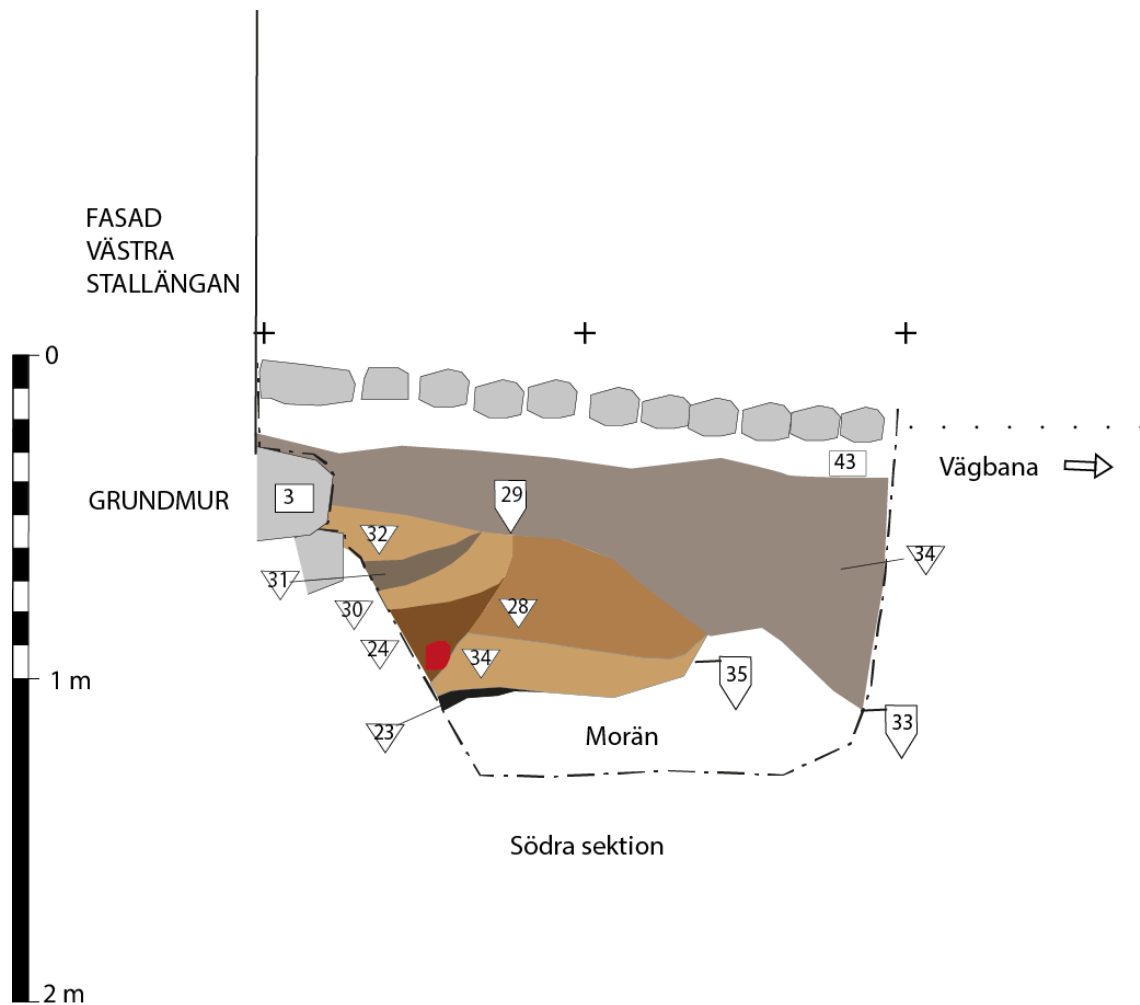 FASAD
VÄSTRA
STALLÄNGAN
0
43
Vägbana
GRUNDMUR
3
29
32
34
31
30
28
24
34
35
1 m
23
33
Morän
Södra sektion
2 m